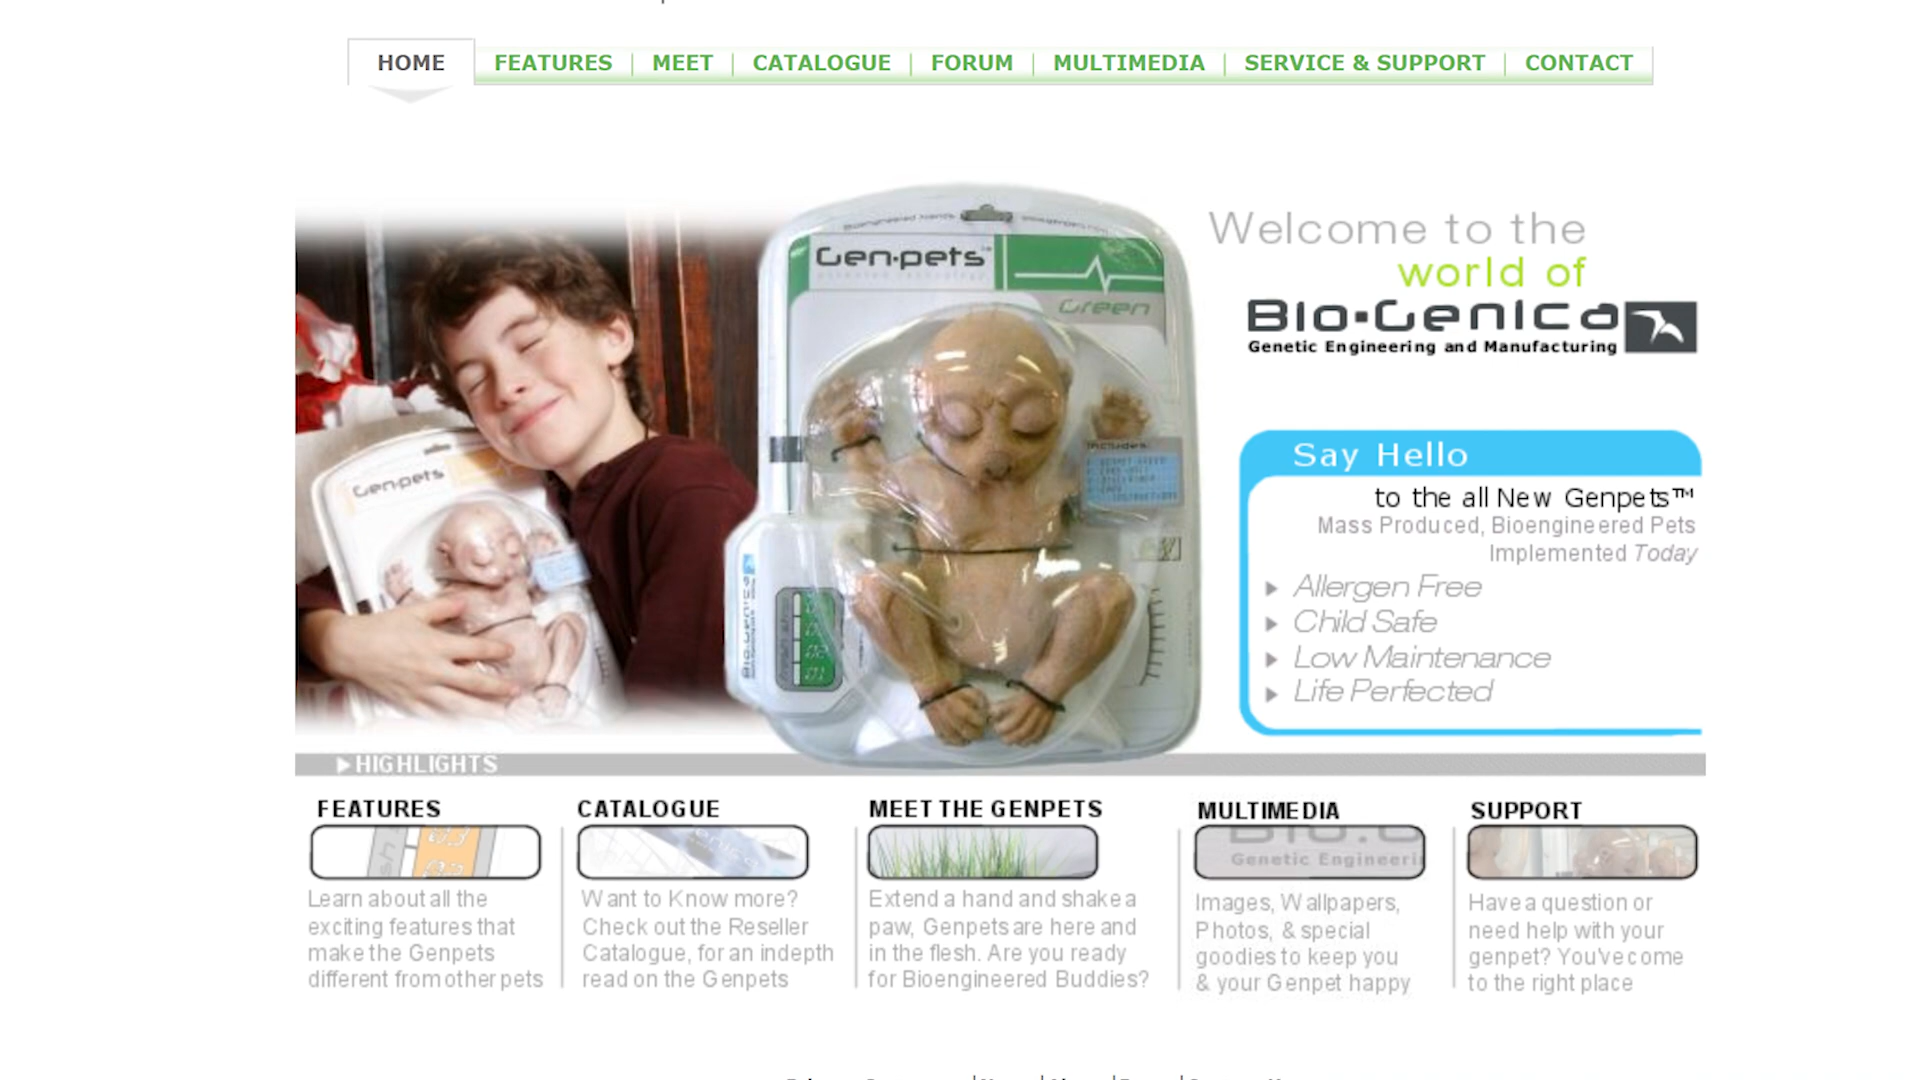 HOME
FEATURES
MEET
CATALOGUE
FORUM
MULTIMEDIA
SERVICE & SUPPORT
CONTACT
Gen-pets
Gen·pets™
Green
Welcome to the
world of
Bio·Genica
Genetic Engineering and Manufacturing
Say Hello
to the all New Genpets™
Mass Produced, Bioengineered Pets
Implemented Today
Allergen Free
Child Safe
Low Maintenance
Life Perfected
HIGHLIGHTS
FEATURES
Learn about all the
exciting features that
make the Genpets
different from other pets
CATALOGUE
Want to Know more?
Check out the Reseller
Catalogue, for an indepth
read on the Genpets
MEET THE GENPETS
Extend a hand and shake a
paw, Genpets are here and
in the flesh. Are you ready
for Bioengineered Buddies?
MULTIMEDIA
Genetic Engineeri
Images, Wallpapers,
Photos, & special
goodies to keep you
& your Genpet happy
SUPPORT
Have a question or
need help with your
genpet? You've come
to the right place